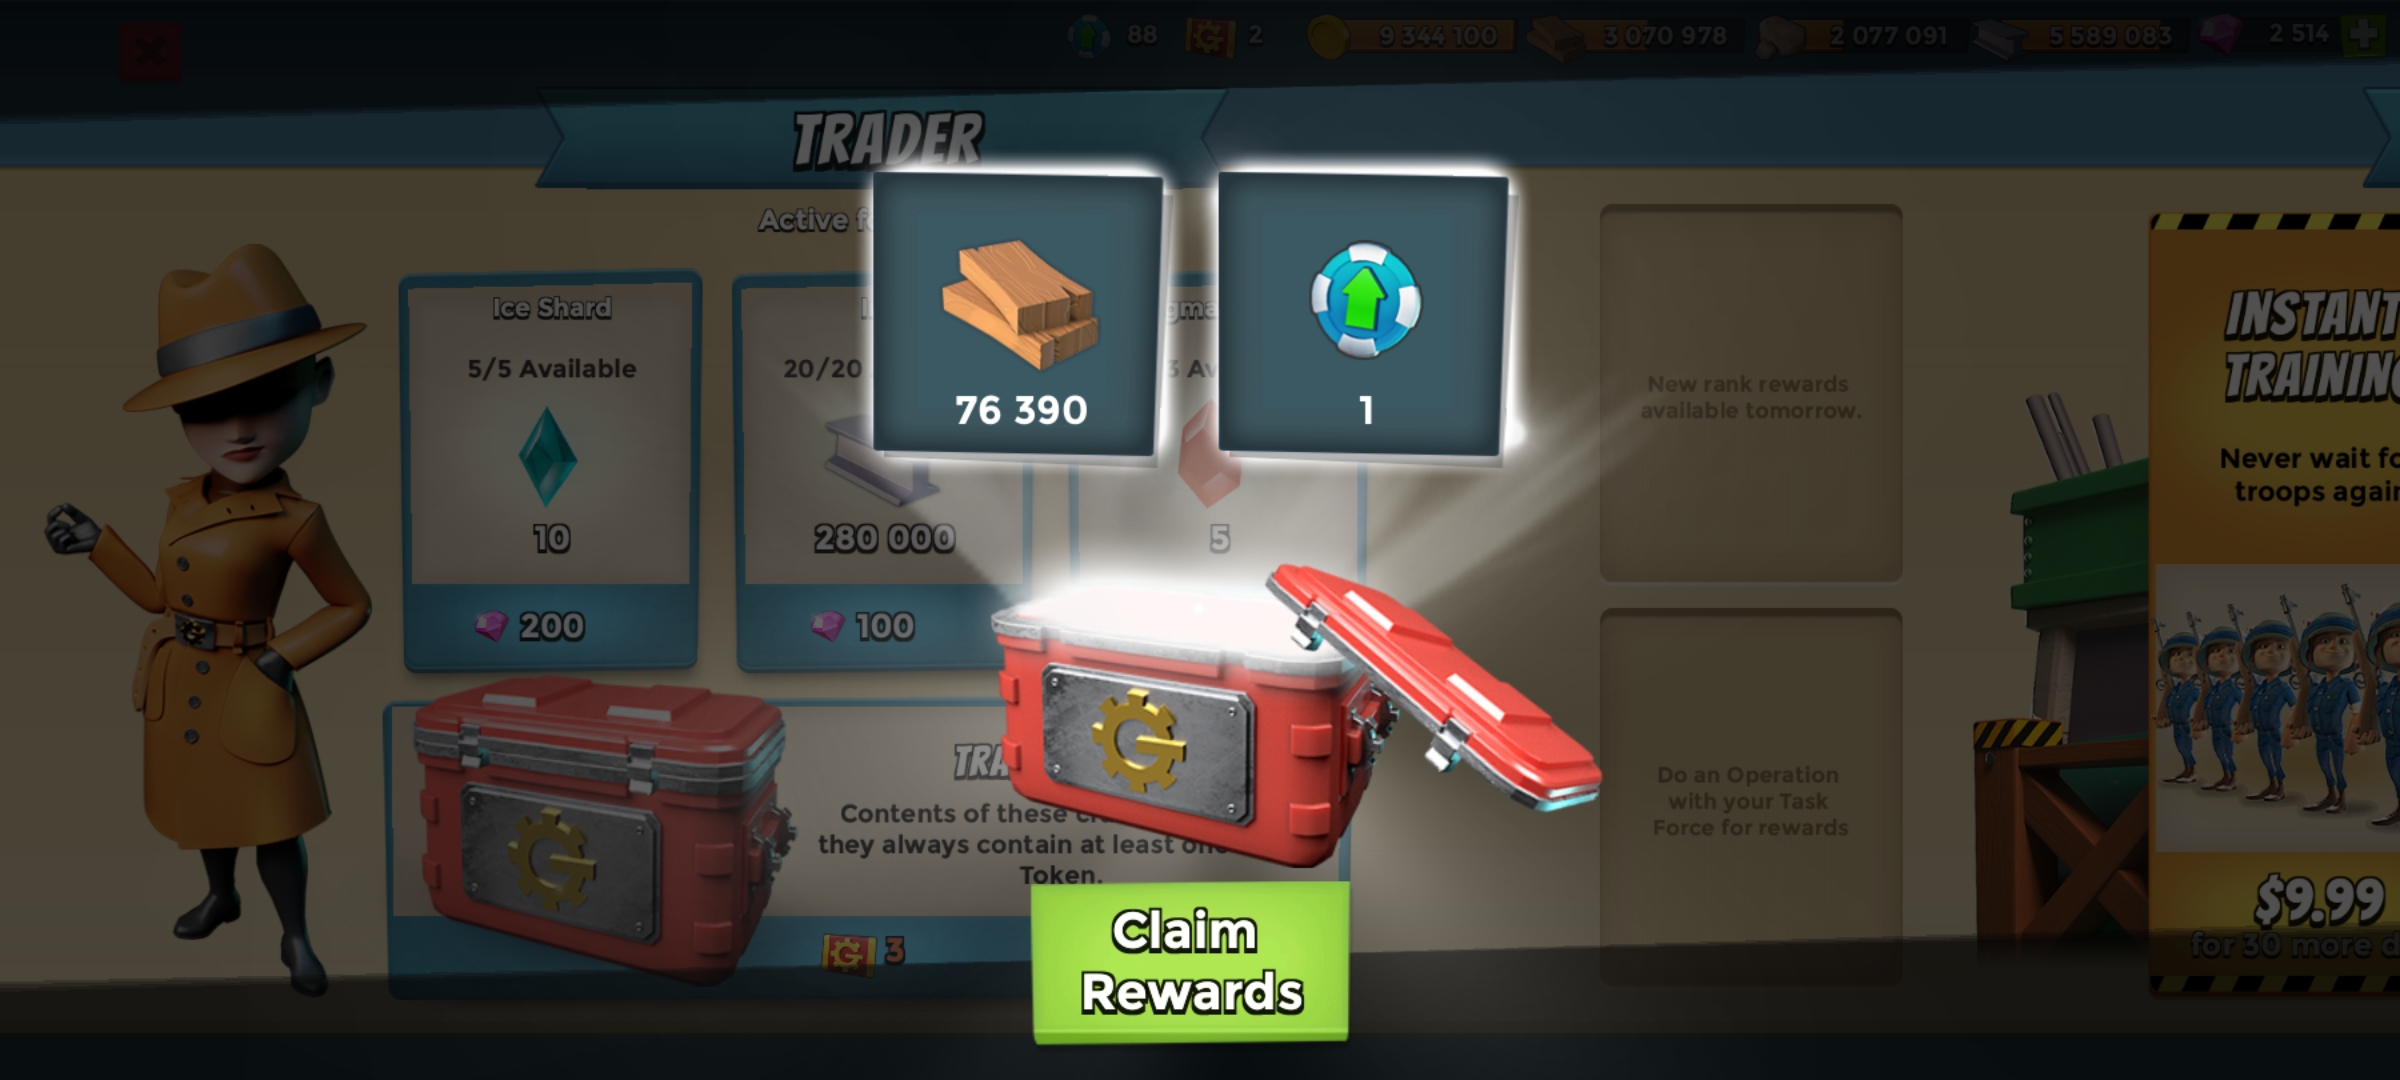 88
2
9 344 100
3 070 978
2 077 091
5 589 083
2 514
TRADER
Active
Ice Shard
5/5 Available
10
200
20/20
280 000
100
5
76 390
1
New rank rewards
available tomorrow.
INSTANT
TRAINING
Never wait
troops again
Contents of these
they always contain at least one
Token.
3
Claim
Rewards
Do an Operation
with your Task
Force for rewards
$9.99
for 30 more